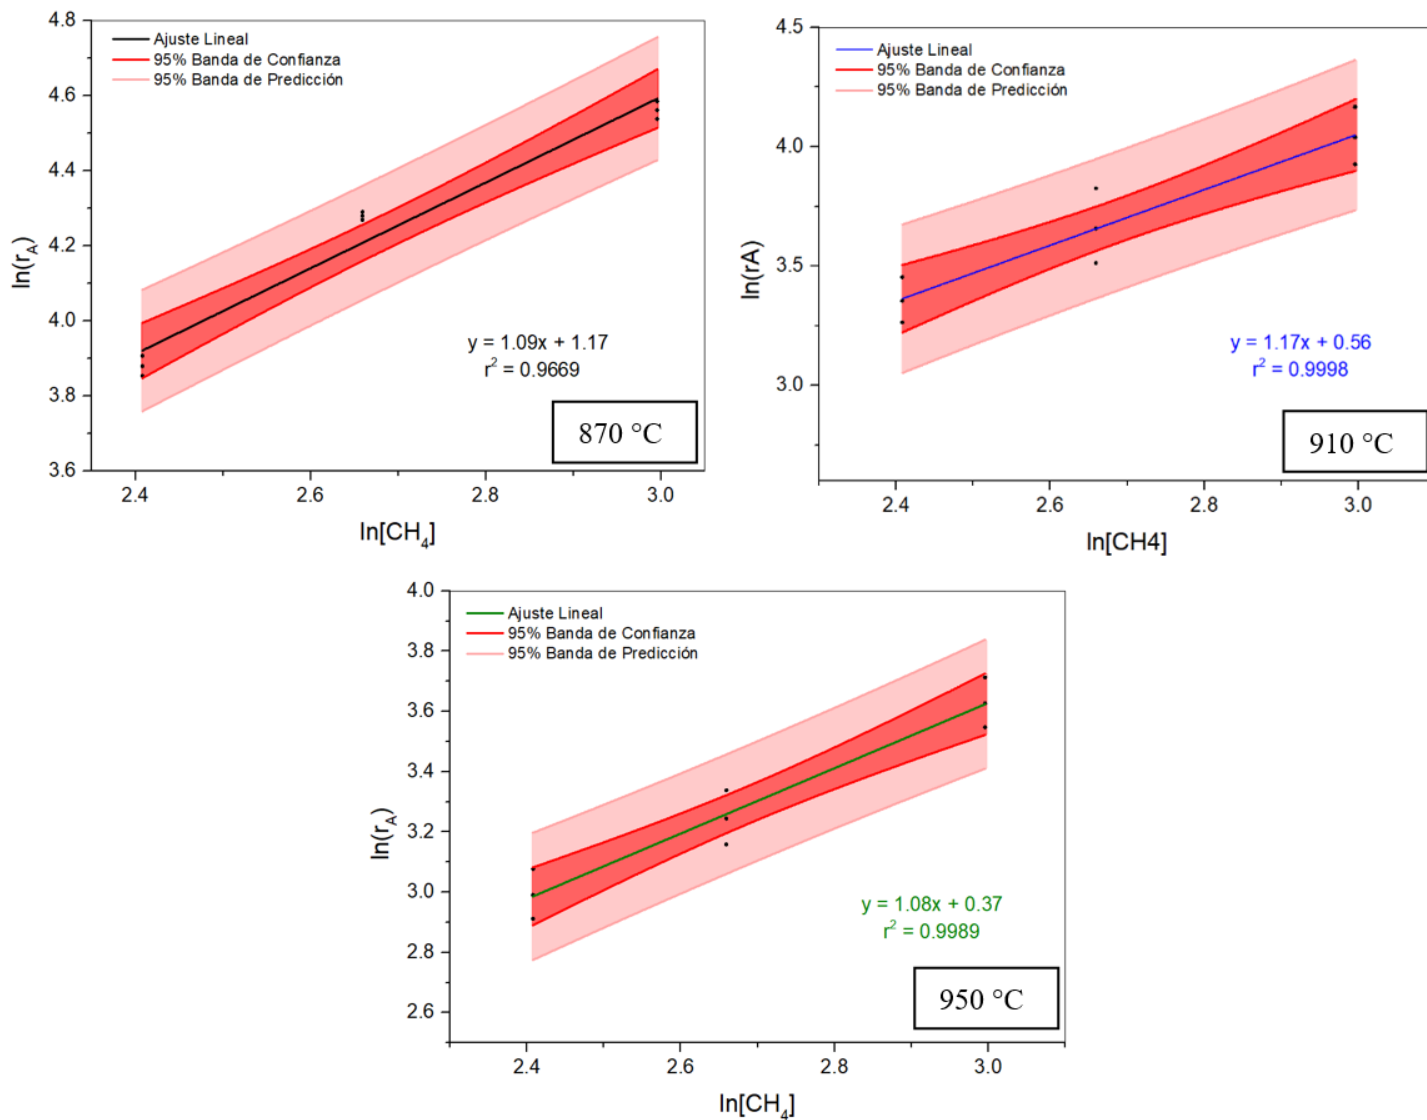 4.8
4.6
4.4
4.2
4.0
3.8
3.6
ln(r_A)
Ajuste Lineal
95% Banda de Confianza
95% Banda de Predicción
y = 1.09x + 1.17
r² = 0.9669
870 °C
2.4 2.6 2.8 3.0
ln[CH₄]
4.5
4.0
3.5
3.0
ln(rA)
Ajuste Lineal
95% Banda de Confianza
95% Banda de Predicción
y = 1.17x + 0.56
r² = 0.9998
910 °C
2.4 2.6 2.8 3.0
ln[CH4]
4.0
3.8
3.6
3.4
3.2
3.0
2.8
2.6
ln(r_A)
Ajuste Lineal
95% Banda de Confianza
95% Banda de Predicción
y = 1.08x + 0.37
r² = 0.9989
950 °C
2.4 2.6 2.8 3.0
ln[CH₄]